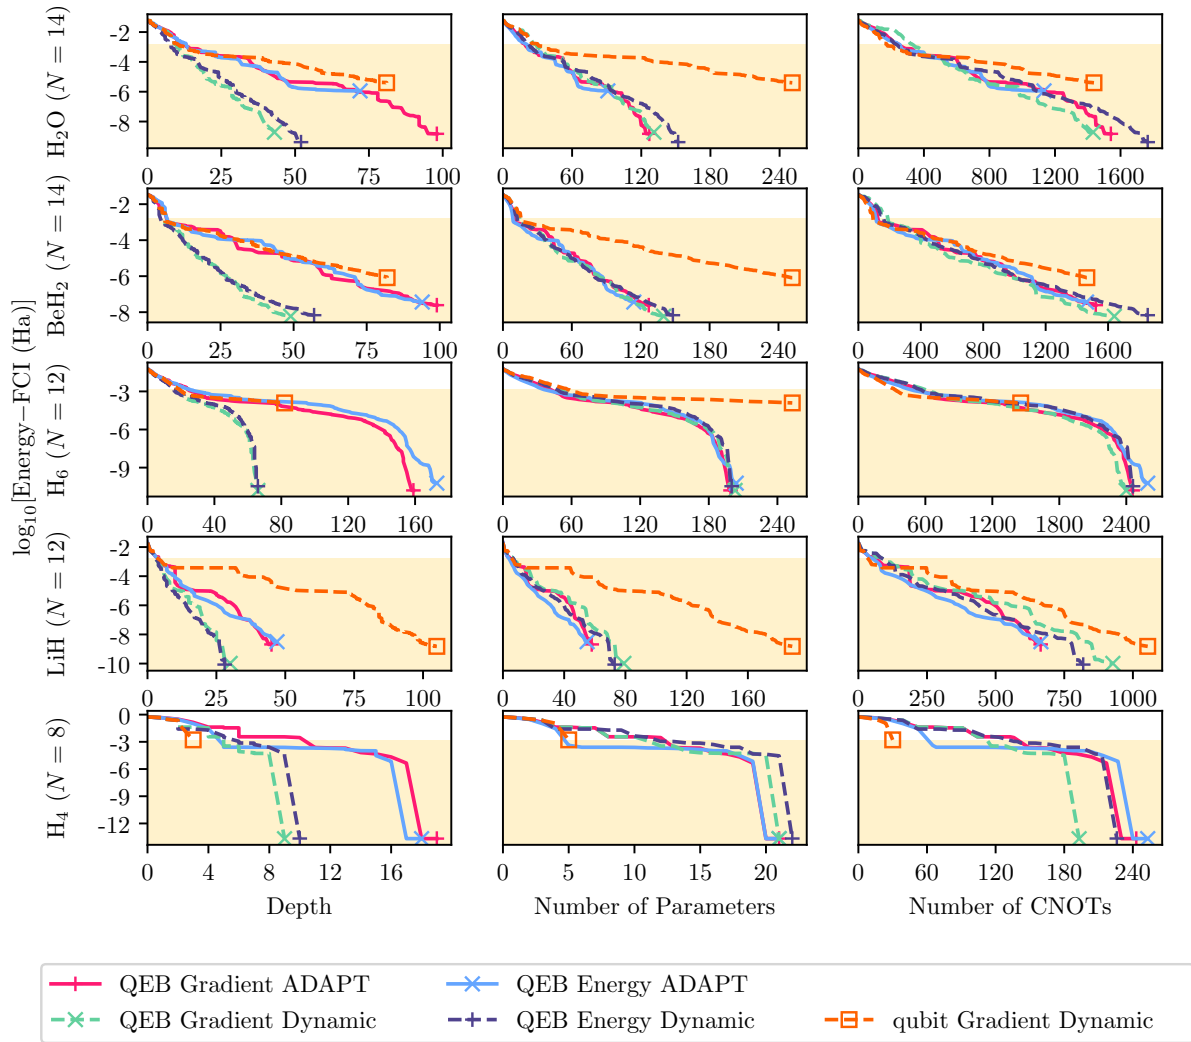 log₁₀[Energy−FCI (Ha)]
H₂O (N = 14)
-2
-4
-6
-8
0 25 50 75 100
0 60 120 180 240
0 400 800 1200 1600
BeH₂ (N = 14)
-2
-4
-6
-8
0 25 50 75 100
0 60 120 180 240
0 400 800 1200 1600
H₆ (N = 12)
-3
-6
-9
0 40 80 120 160
0 60 120 180 240
0 600 1200 1800 2400
LiH (N = 12)
-2
-4
-6
-8
-10
0 25 50 75 100
0 40 80 120 160
0 250 500 750 1000
H₄ (N = 8)
0
-3
-6
-9
-12
0 4 8 12 16
0 5 10 15 20
0 60 120 180 240
Depth
Number of Parameters
Number of CNOTs
QEB Gradient ADAPT
QEB Energy ADAPT
QEB Gradient Dynamic
QEB Energy Dynamic
qubit Gradient Dynamic